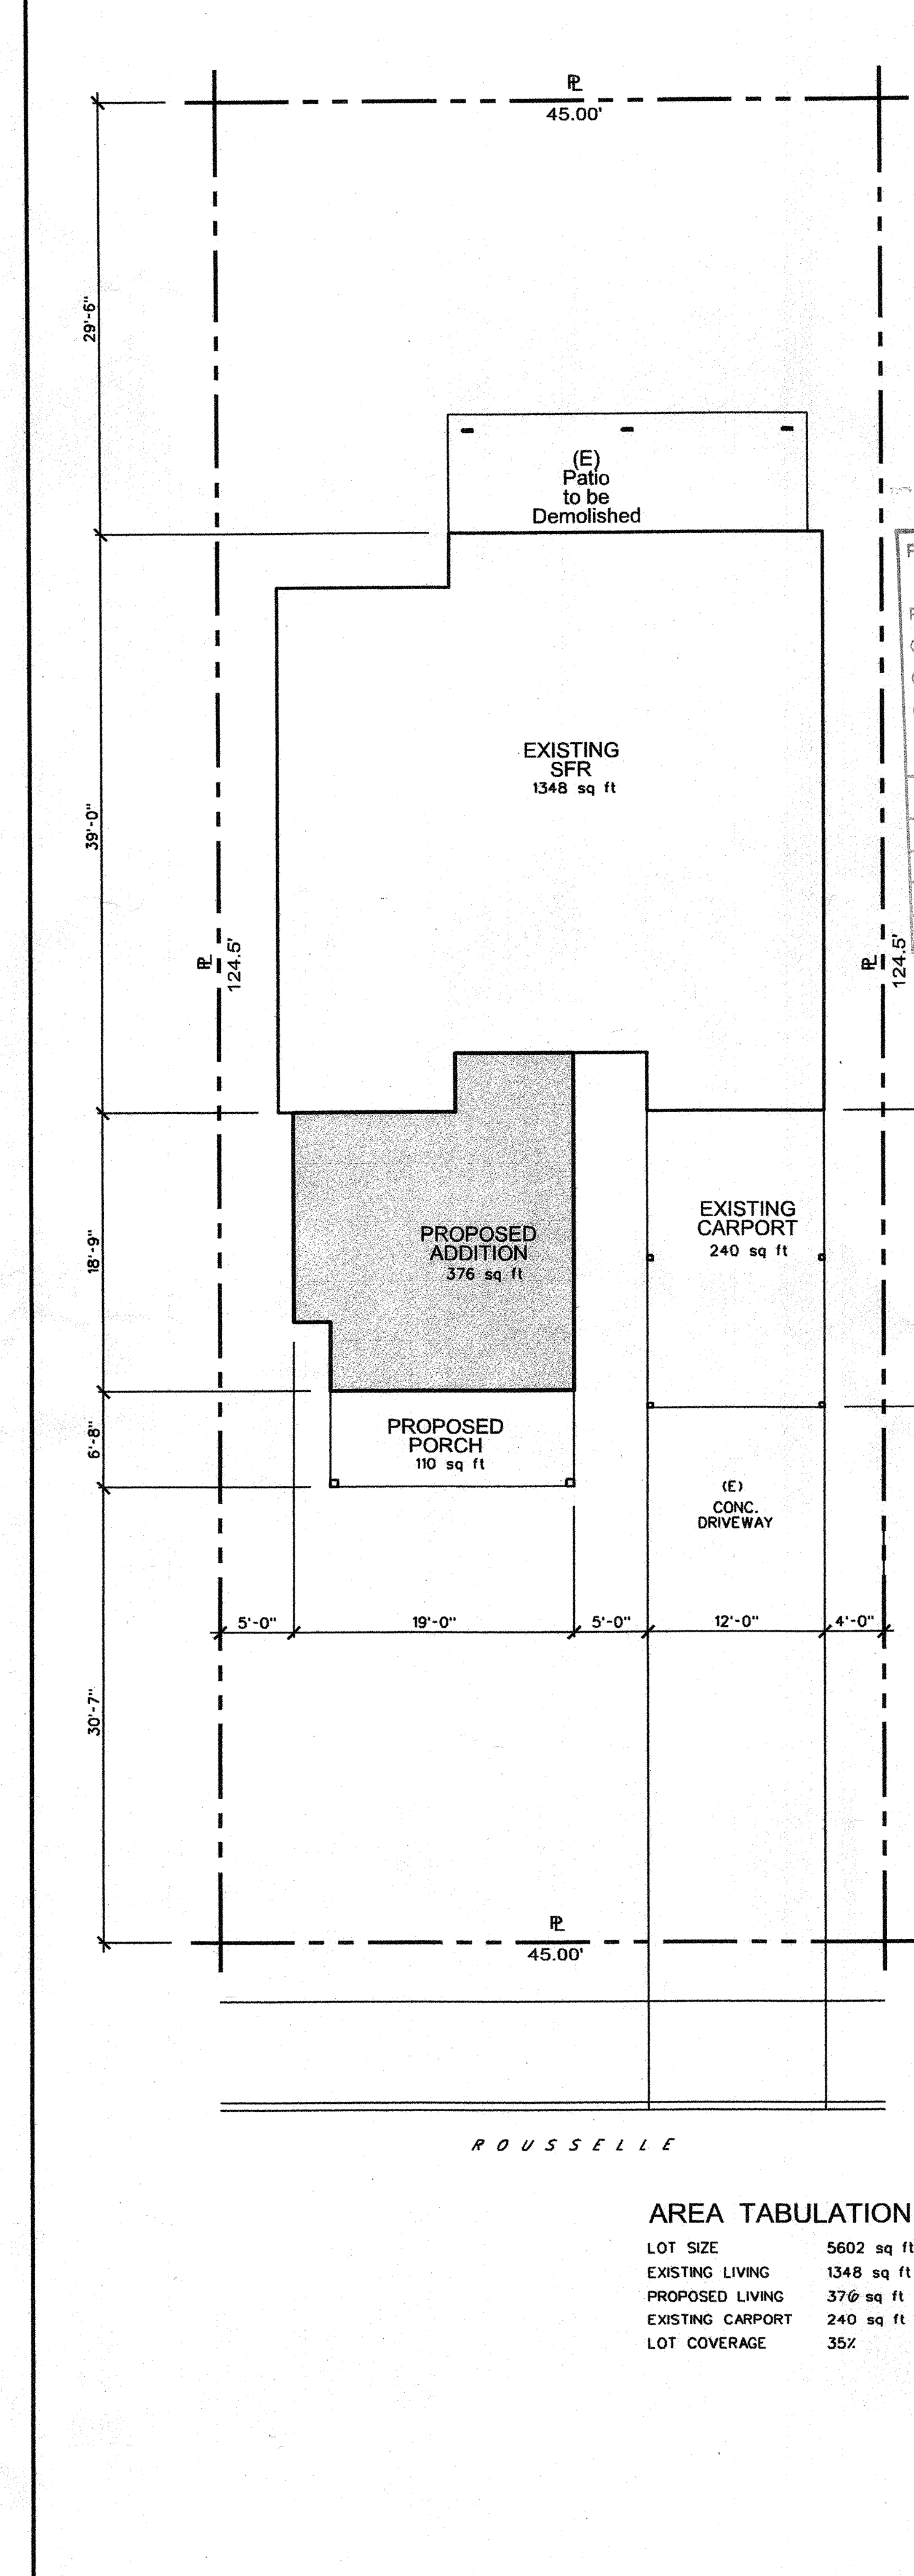 PL
45.00'
29'-6"
(E)
Patio
to be
Demolished
EXISTING
SFR
1348 sq ft
39'-0"
PL
124.5'
PL
124.5'
EXISTING
CARPORT
240 sq ft
PROPOSED
ADDITION
376 sq ft
18'-9"
PROPOSED
PORCH
110 sq ft
6'-8"
(E)
CONC.
DRIVEWAY
5'-0" 19'-0" 5'-0" 12'-0" 4'-0"
30'-7"
PL
45.00'
ROUSSELLE
AREA TABULATION
LOT SIZE 5602 sq ft
EXISTING LIVING 1348 sq ft
PROPOSED LIVING 376 sq ft
EXISTING CARPORT 240 sq ft
LOT COVERAGE 35%